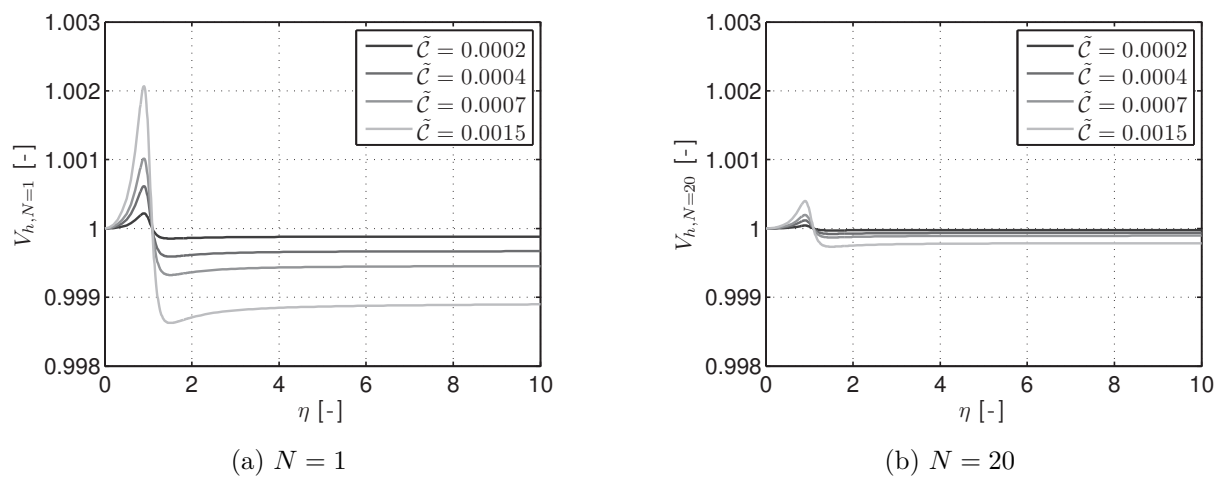 1.003
1.002
1.001
1
0.999
0.998
V_{h,N=1} [-]
0 2 4 6 8 10
η [-]
C̃ = 0.0002
C̃ = 0.0004
C̃ = 0.0007
C̃ = 0.0015
(a) N = 1
1.003
1.002
1.001
1
0.999
0.998
V_{h,N=20} [-]
0 2 4 6 8 10
η [-]
C̃ = 0.0002
C̃ = 0.0004
C̃ = 0.0007
C̃ = 0.0015
(b) N = 20